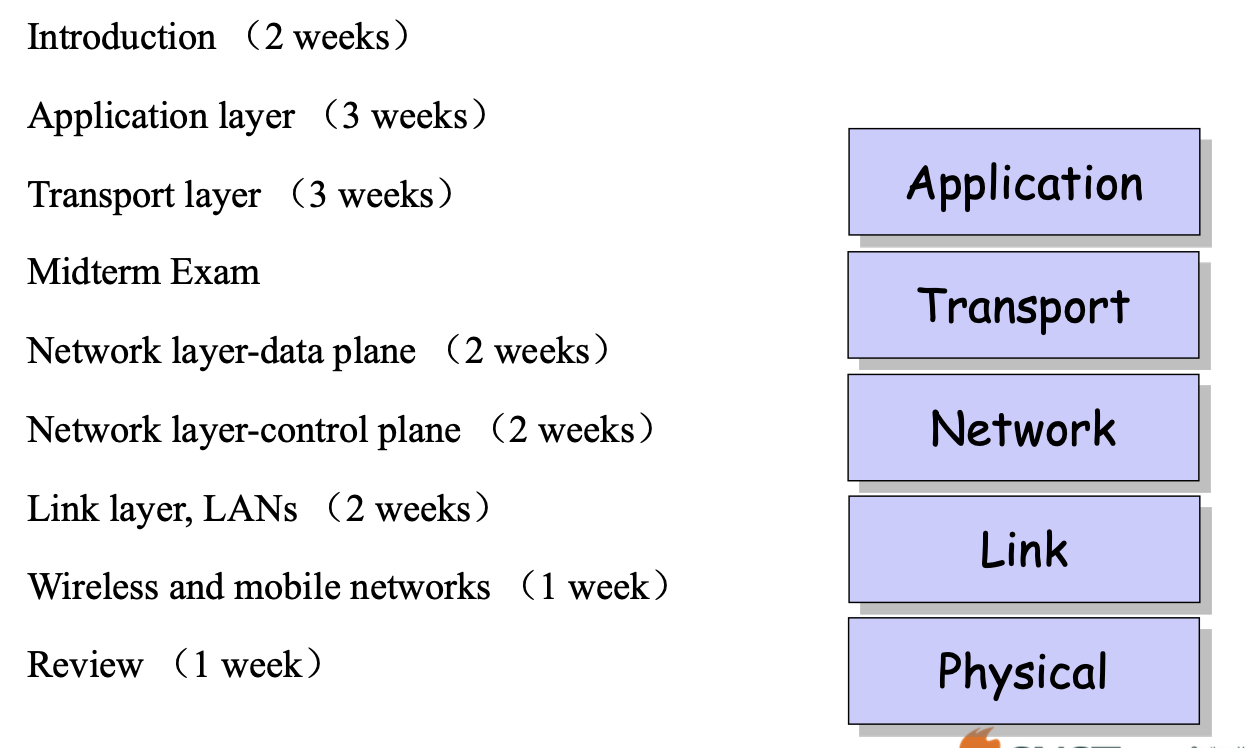 Introduction （2 weeks）
Application layer （3 weeks）
Transport layer （3 weeks）
Midterm Exam
Network layer-data plane （2 weeks）
Network layer-control plane （2 weeks）
Link layer, LANs （2 weeks）
Wireless and mobile networks （1 week）
Review （1 week）
Application
Transport
Network
Link
Physical